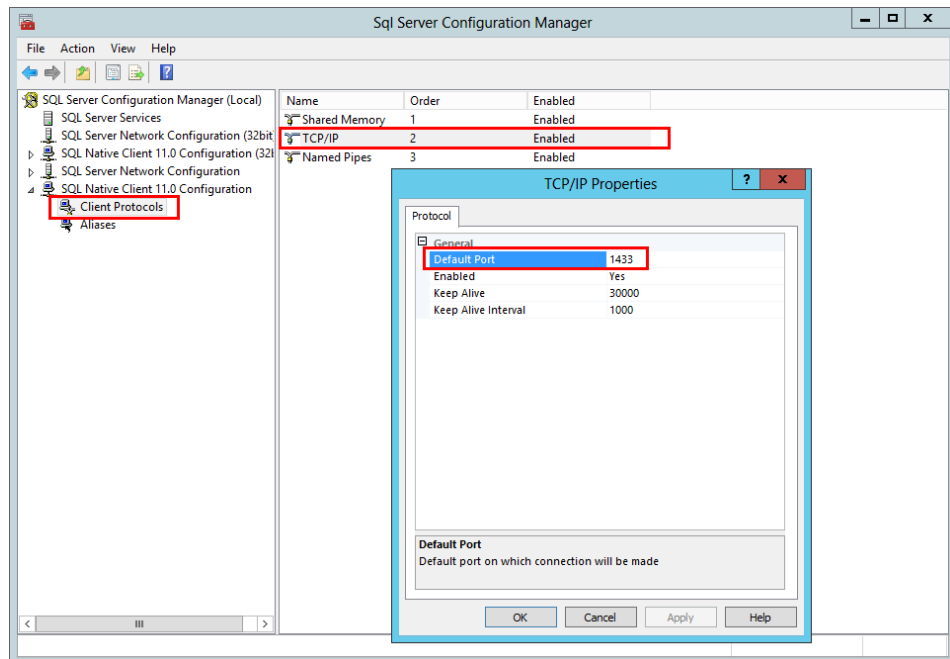 Sql Server Configuration Manager
File Action View Help
SQL Server Configuration Manager (Local)
SQL Server Services
SQL Server Network Configuration (32bit
SQL Native Client 11.0 Configuration (32l
SQL Server Network Configuration
SQL Native Client 11.0 Configuration
Client Protocols
Aliases
Name Order Enabled
Shared Memory 1 Enabled
TCP/IP 2 Enabled
Named Pipes 3 Enabled
TCP/IP Properties
Protocol
General
Default Port 1433
Enabled Yes
Keep Alive 30000
Keep Alive Interval 1000
Default Port
Default port on which connection will be made
OK Cancel Apply Help